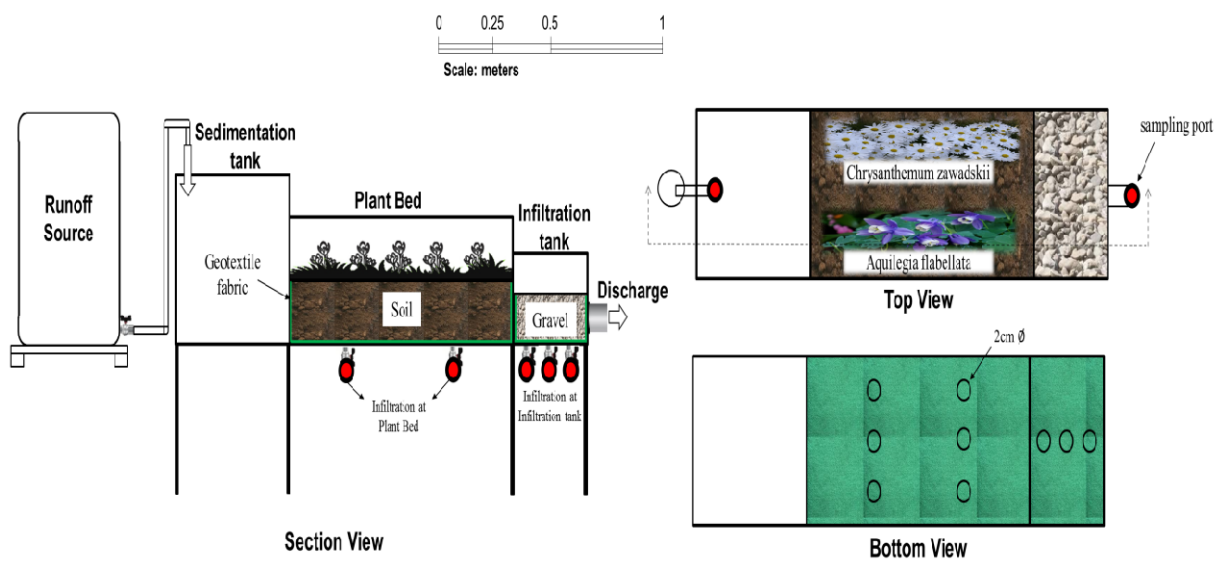 0 0.25 0.5 1
Scale: meters
Runoff
Source
Sedimentation
tank
Geotextile
fabric
Plant Bed
Soil
Infiltration
tank
Gravel
Discharge
Infiltration at
Plant Bed
Infiltration at
Infiltration tank
Section View
Chrysanthemum zawadskii
Aquilegia flabellata
sampling port
Top View
2cm Ø
Bottom View